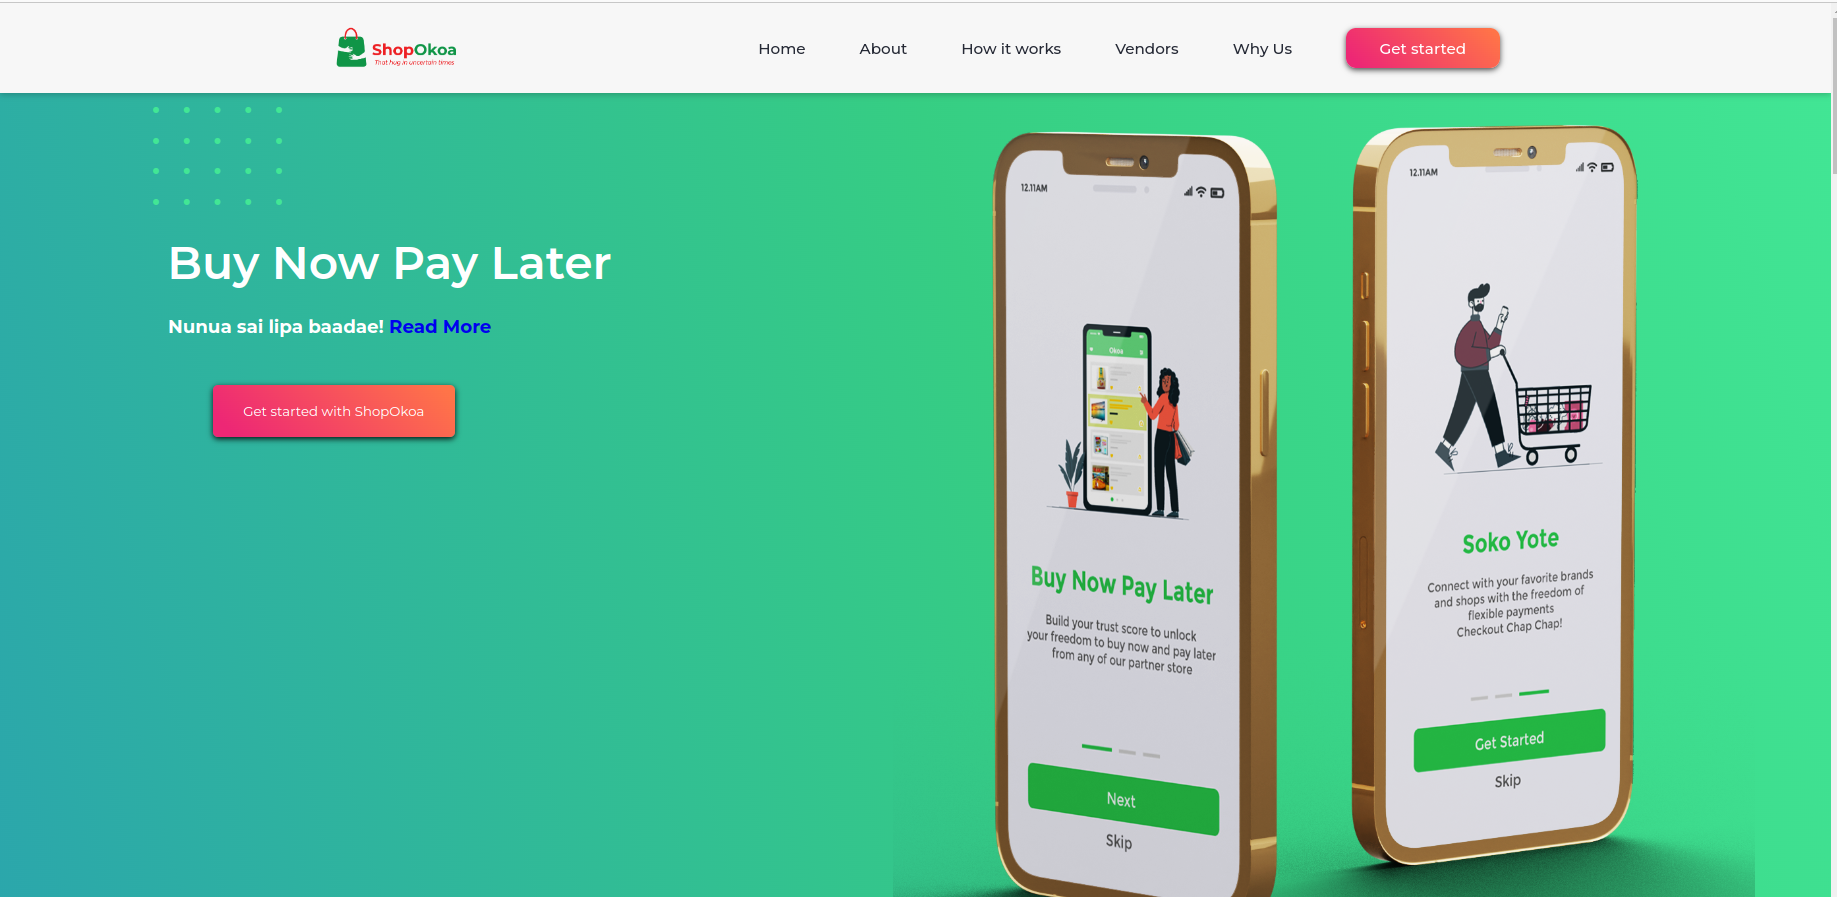 ShopOkoa
That hug in uncertain times
Home
About
How it works
Vendors
Why Us
Get started
Buy Now Pay Later
Nunua sai lipa baadae! Read More
Get started with ShopOkoa
12.11AM
Okoa
Buy Now Pay Later
Build your trust score to unlock
your freedom to buy now and pay later
from any of our partner store
Next
Skip
12.11AM
Soko Yote
Connect with your favorite brands
and shops with the freedom of
flexible payments
Checkout Chap Chap!
Get Started
Skip